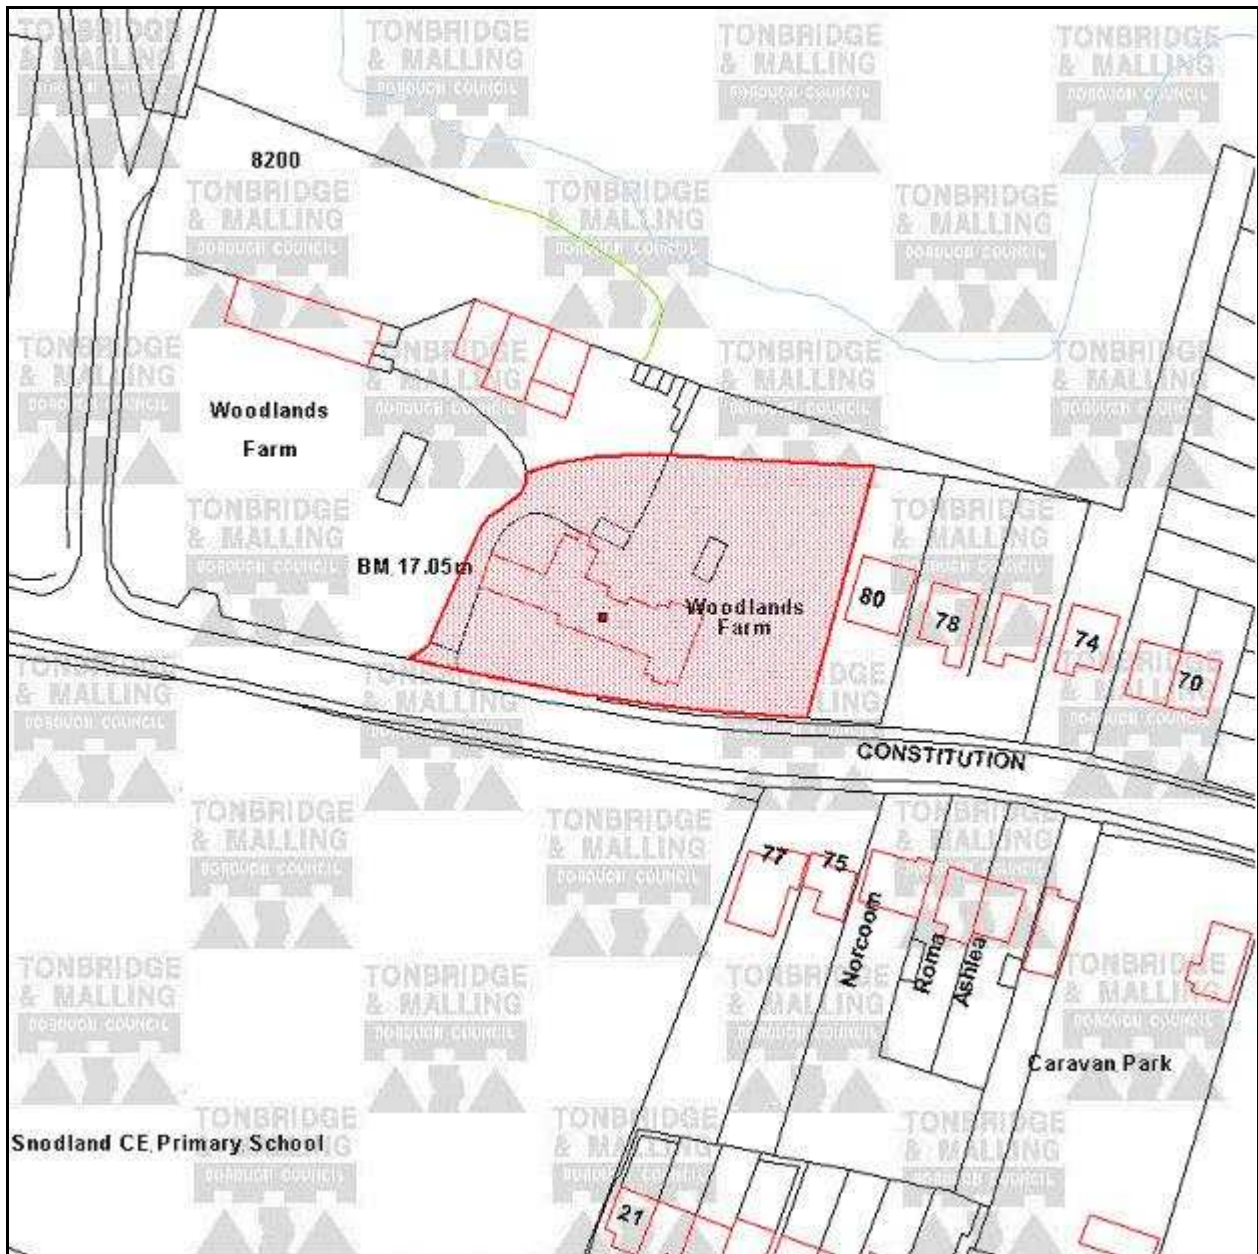 TONBRIDGE
& MALLING
BOROUGH COUNCIL
8200
Woodlands
Farm
BM 17.05m
Woodlands
Farm
80
78
74
70
CONSTITUTION
77
75
Norcoom
Roma
Ashlea
Caravan Park
Snodland CE Primary School
21